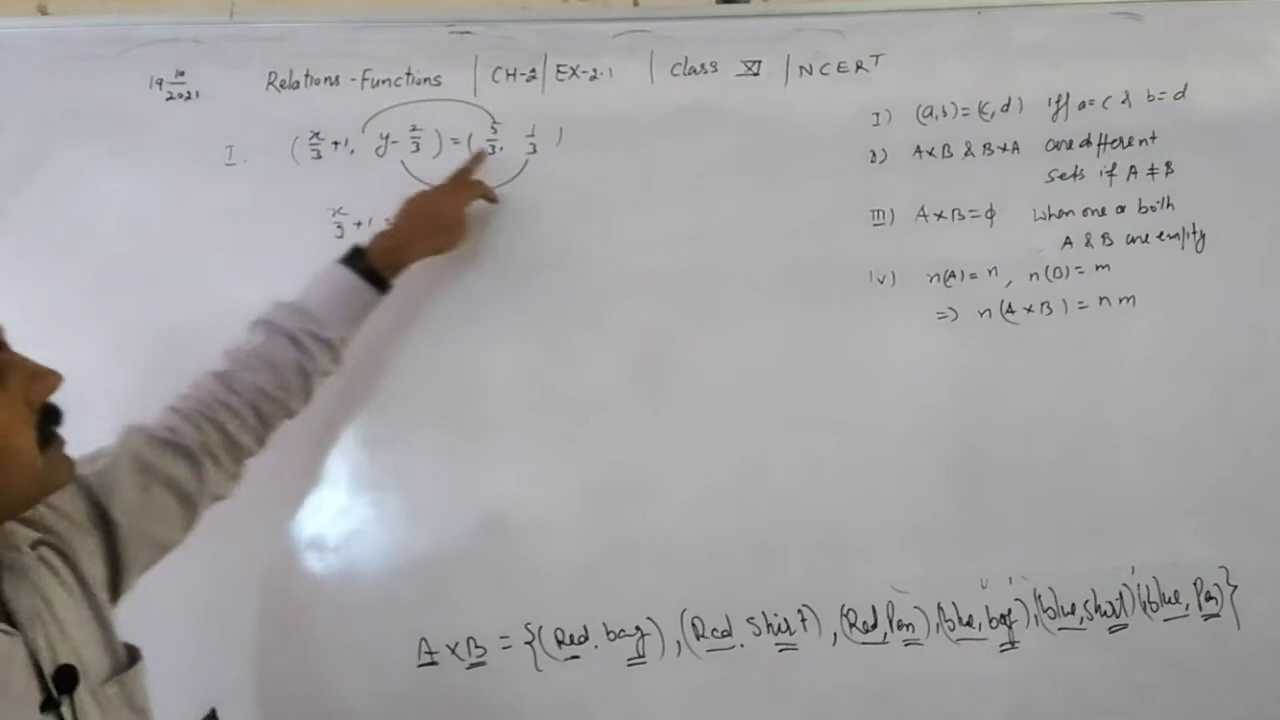 19 10/2021 Relations - Functions | CH-2 | EX-2.1 | Class XI | NCERT
I. (x/3 + 1, y - 2/3) = (5/3, 1/3)
x/3 + 1 =
I) (a,b) = (c,d) iff a=c & b=d
II) A×B & B×A are different
sets if A ≠ B
III) A×B = φ when one or both
A & B are empty
iv) n(A) = n, n(B) = m
=> n(A×B) = nm
A×B = {(Red. bag), (Red. Shirt), (Red, Pen), (blue, bag), (blue, shirt) (blue, Pen)}